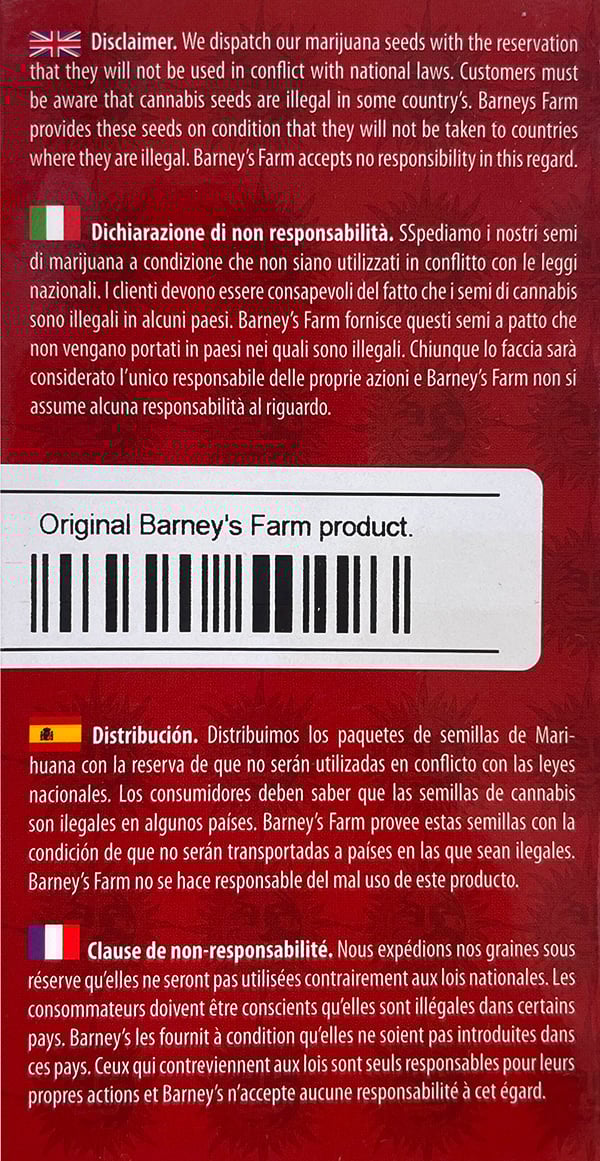 Disclaimer. We dispatch our marijuana seeds with the reservation
that they will not be used in conflict with national laws. Customers must
be aware that cannabis seeds are illegal in some country's. Barneys Farm
provides these seeds on condition that they will not be taken to countries
where they are illegal. Barney's Farm accepts no responsibility in this regard.
Dichiarazione di non responsabilità. SSpediamo i nostri semi
di marijuana a condizione che non siano utilizzati in conflitto con le leggi
nazionali. I clienti devono essere consapevoli del fatto che i semi di cannabis
sono illegali in alcuni paesi. Barney's Farm fornisce questi semi a patto che
non vengano portati in paesi nei quali sono illegali. Chiunque lo faccia sarà
considerato l'unico responsabile delle proprie azioni e Barney's Farm non si
assume alcuna responsabilità al riguardo.
Original Barney's Farm product.
Distribución. Distribuimos los paquetes de semillas de Mari-
huana con la reserva de que no serán utilizadas en conflicto con las leyes
nacionales. Los consumidores deben saber que las semillas de cannabis
son ilegales en algunos países. Barney's Farm provee estas semillas con la
condición de que no serán transportadas a países en las que sean ilegales.
Barney's Farm no se hace responsable del mal uso de este producto.
Clause de non-responsabilité. Nous expédions nos graines sous
réserve qu'elles ne seront pas utilisées contrairement aux lois nationales. Les
consommateurs doivent être conscients qu'elles sont illégales dans certains
pays. Barney's les fournit à condition qu'elles ne soient pas introduites dans
ces pays. Ceux qui contreviennent aux lois sont seuls responsables pour leurs
propres actions et Barney's n'accepte aucune responsabilité à cet égard.